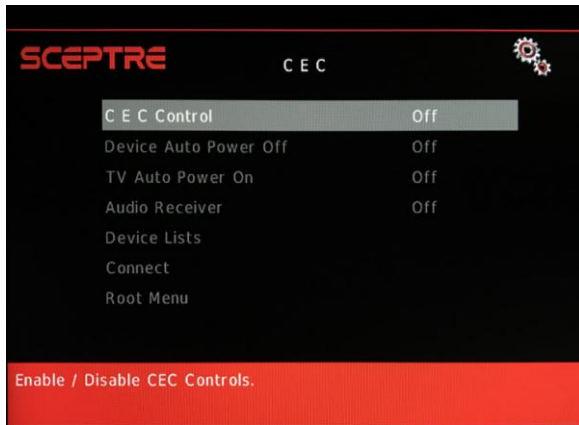 SCEPTRE
C E C
C E C Control Off
Device Auto Power Off Off
TV Auto Power On Off
Audio Receiver Off
Device Lists
Connect
Root Menu
Enable / Disable CEC Controls.